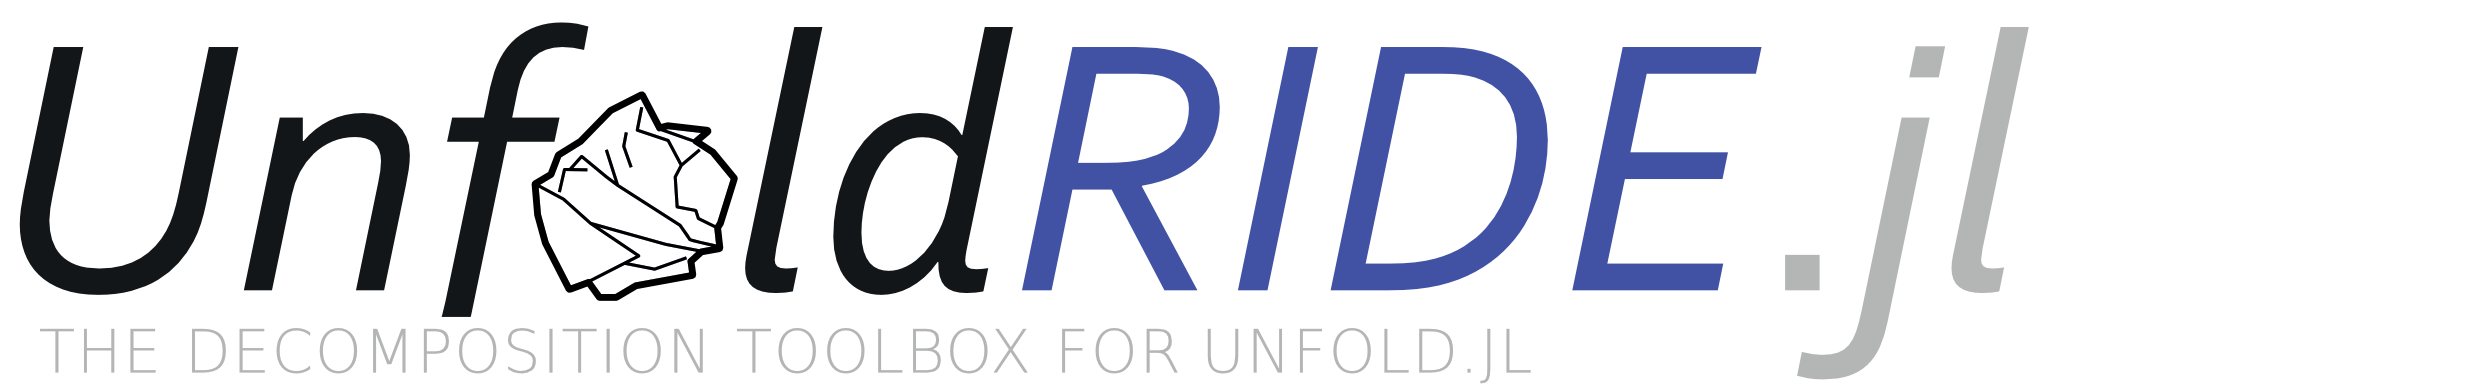 UnfoldRIDE.jl
THE DECOMPOSITION TOOLBOX FOR UNFOLD.JL